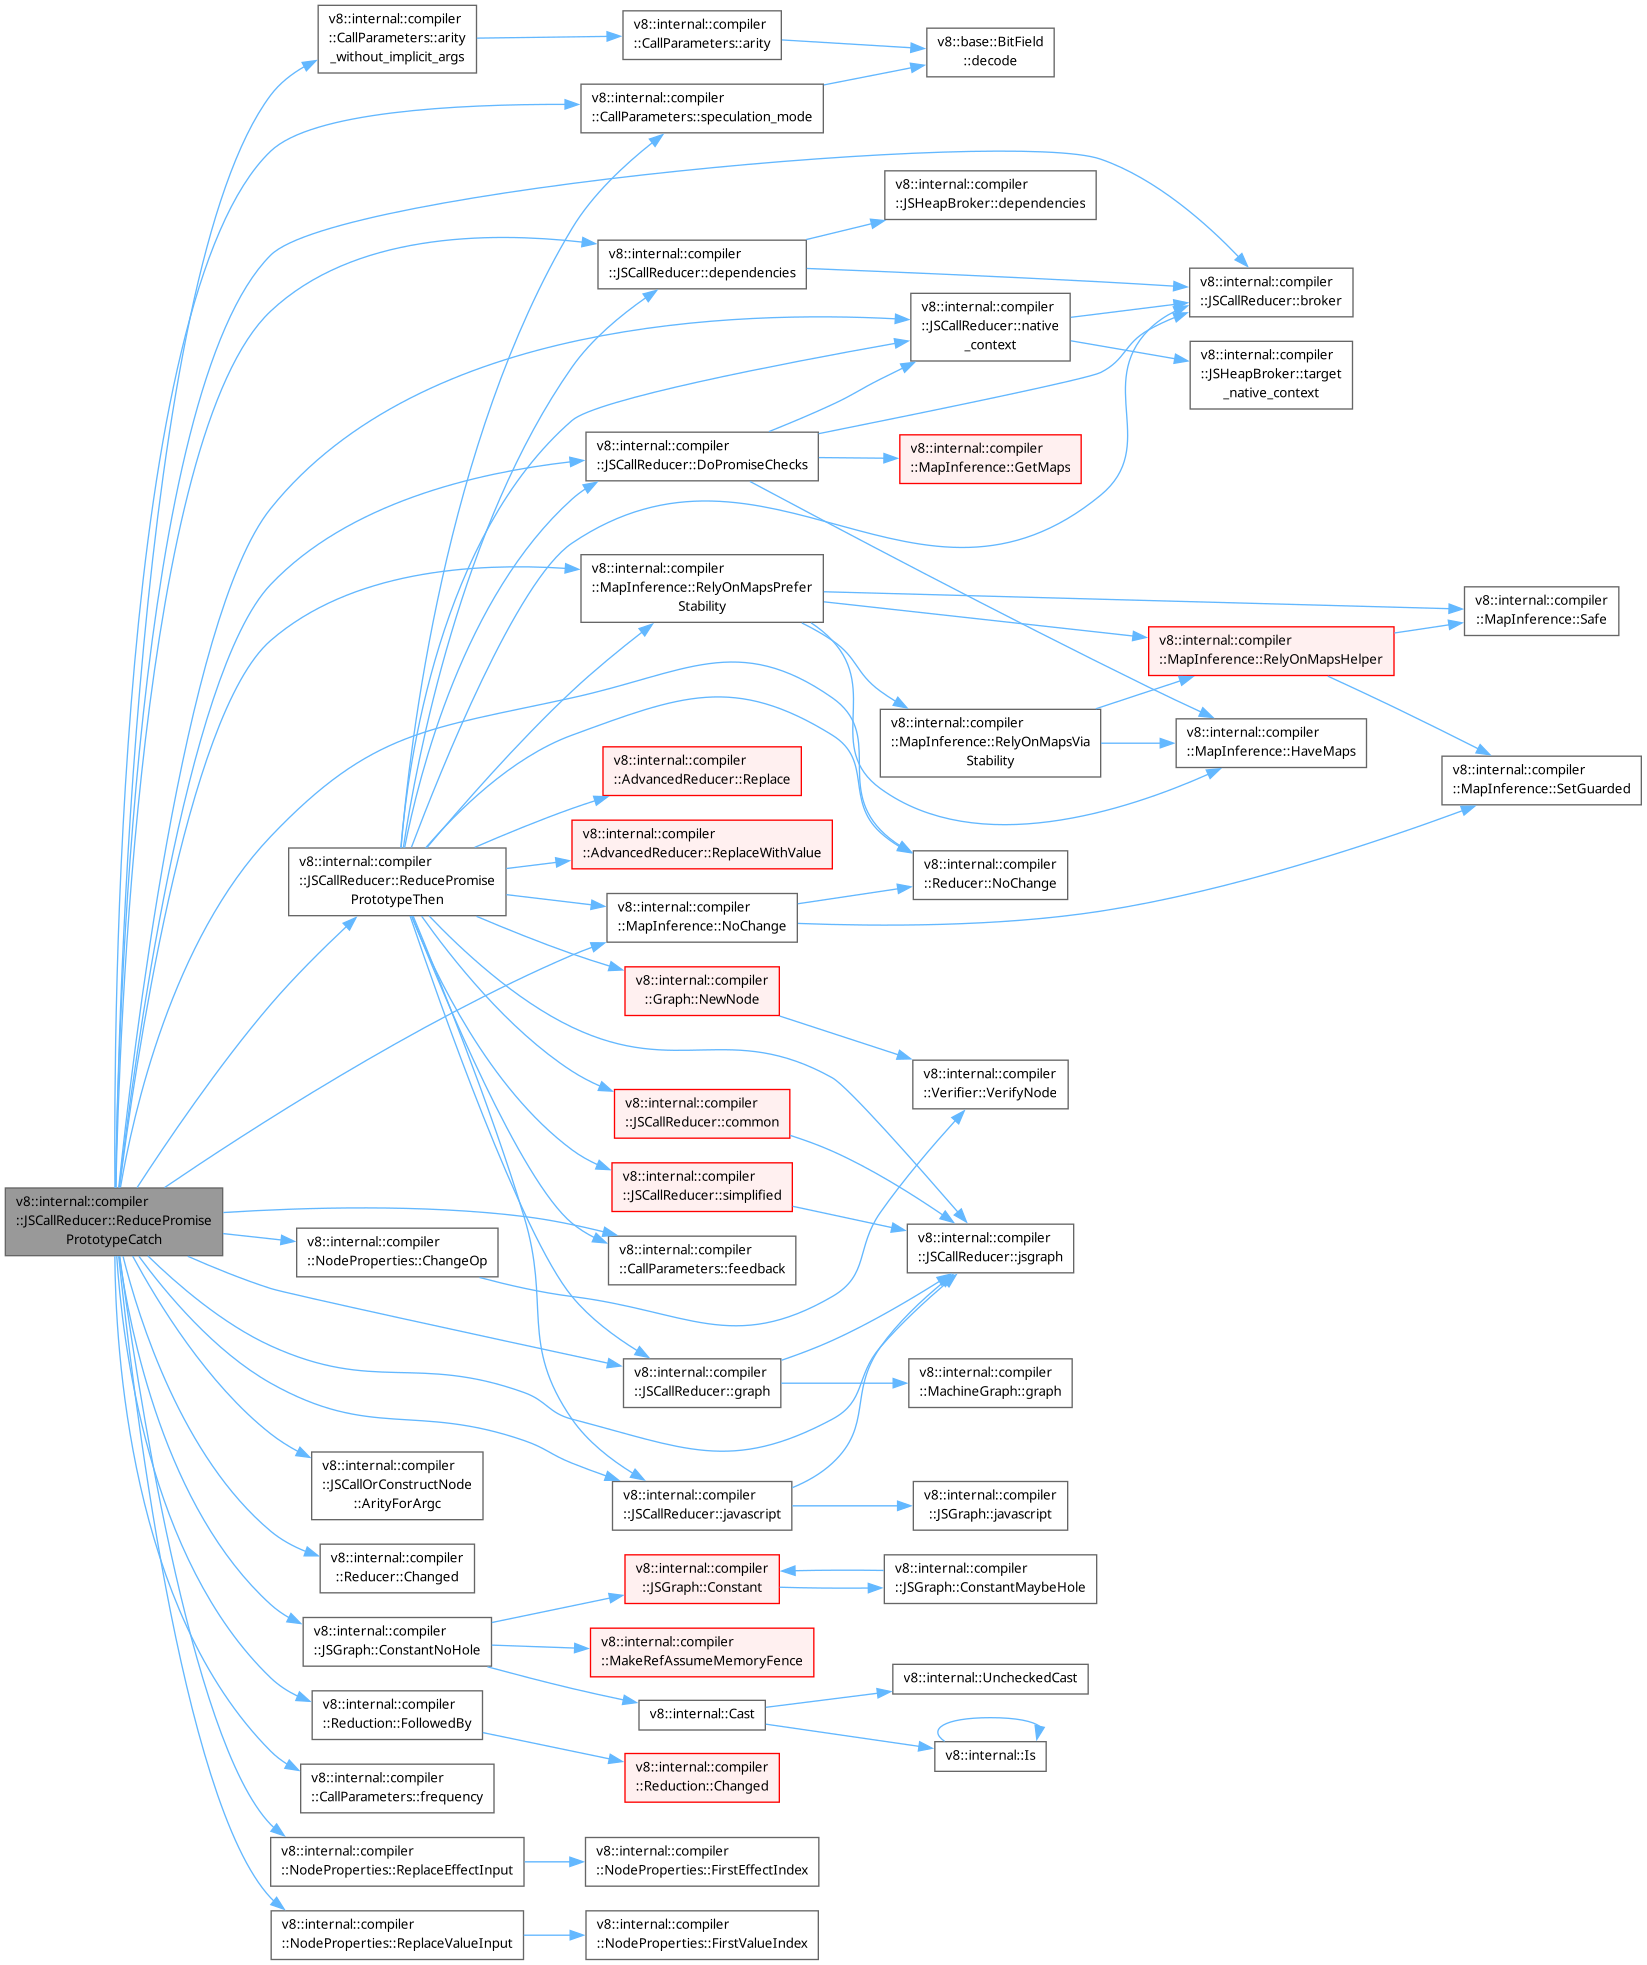 v8::internal::compiler
::CallParameters::arity
_without_implicit_args
v8::internal::compiler
::CallParameters::arity
v8::base::BitField
::decode
v8::internal::compiler
::CallParameters::speculation_mode
v8::internal::compiler
::JSHeapBroker::dependencies
v8::internal::compiler
::JSCallReducer::dependencies
v8::internal::compiler
::JSCallReducer::broker
v8::internal::compiler
::JSCallReducer::native
_context
v8::internal::compiler
::JSHeapBroker::target
_native_context
v8::internal::compiler
::JSCallReducer::DoPromiseChecks
v8::internal::compiler
::MapInference::GetMaps
v8::internal::compiler
::MapInference::RelyOnMapsPrefer
Stability
v8::internal::compiler
::MapInference::Safe
v8::internal::compiler
::MapInference::RelyOnMapsHelper
v8::internal::compiler
::MapInference::RelyOnMapsVia
Stability
v8::internal::compiler
::MapInference::HaveMaps
v8::internal::compiler
::MapInference::SetGuarded
v8::internal::compiler
::AdvancedReducer::Replace
v8::internal::compiler
::AdvancedReducer::ReplaceWithValue
v8::internal::compiler
::JSCallReducer::ReducePromise
PrototypeThen
v8::internal::compiler
::Reducer::NoChange
v8::internal::compiler
::MapInference::NoChange
v8::internal::compiler
::Graph::NewNode
v8::internal::compiler
::Verifier::VerifyNode
v8::internal::compiler
::JSCallReducer::common
v8::internal::compiler
::JSCallReducer::simplified
v8::internal::compiler
::JSCallReducer::ReducePromise
PrototypeCatch
v8::internal::compiler
::NodeProperties::ChangeOp
v8::internal::compiler
::CallParameters::feedback
v8::internal::compiler
::JSCallReducer::jsgraph
v8::internal::compiler
::JSCallReducer::graph
v8::internal::compiler
::MachineGraph::graph
v8::internal::compiler
::JSCallOrConstructNode
::ArityForArgc
v8::internal::compiler
::JSCallReducer::javascript
v8::internal::compiler
::JSGraph::javascript
v8::internal::compiler
::Reducer::Changed
v8::internal::compiler
::JSGraph::Constant
v8::internal::compiler
::JSGraph::ConstantMaybeHole
v8::internal::compiler
::JSGraph::ConstantNoHole
v8::internal::compiler
::MakeRefAssumeMemoryFence
v8::internal::UncheckedCast
v8::internal::compiler
::Reduction::FollowedBy
v8::internal::Cast
v8::internal::Is
v8::internal::compiler
::Reduction::Changed
v8::internal::compiler
::CallParameters::frequency
v8::internal::compiler
::NodeProperties::ReplaceEffectInput
v8::internal::compiler
::NodeProperties::FirstEffectIndex
v8::internal::compiler
::NodeProperties::ReplaceValueInput
v8::internal::compiler
::NodeProperties::FirstValueIndex